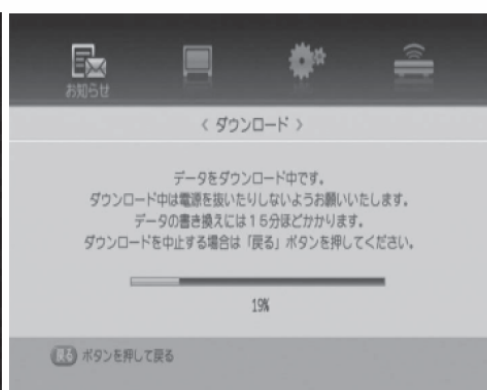 お知らせ
< ダウンロード >
データをダウンロード中です。
ダウンロード中は電源を抜いたりしないようお願いいたします。
データの書き換えには15分ほどかかります。
ダウンロードを中止する場合は「戻る」ボタンを押してください。
19%
戻る ボタンを押して戻る